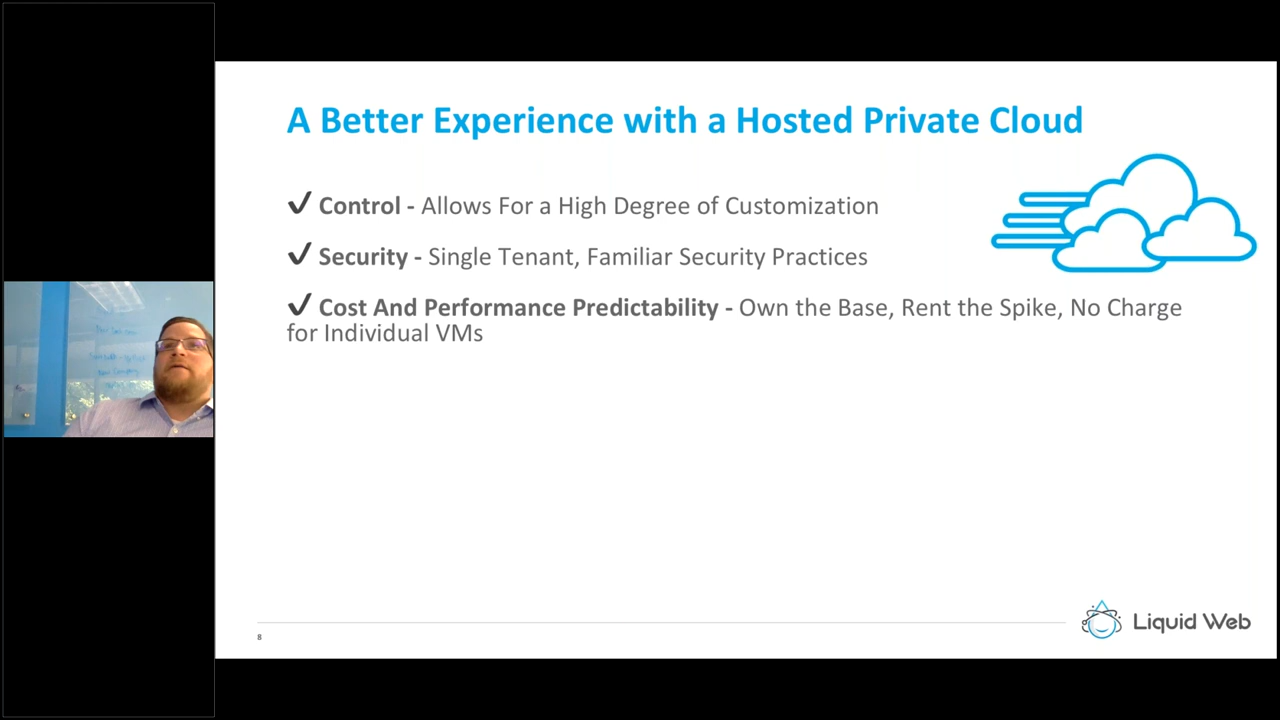 A Better Experience with a Hosted Private Cloud
✔ Control - Allows For a High Degree of Customization
✔ Security - Single Tenant, Familiar Security Practices
✔ Cost And Performance Predictability - Own the Base, Rent the Spike, No Charge
for Individual VMs
8
Liquid Web